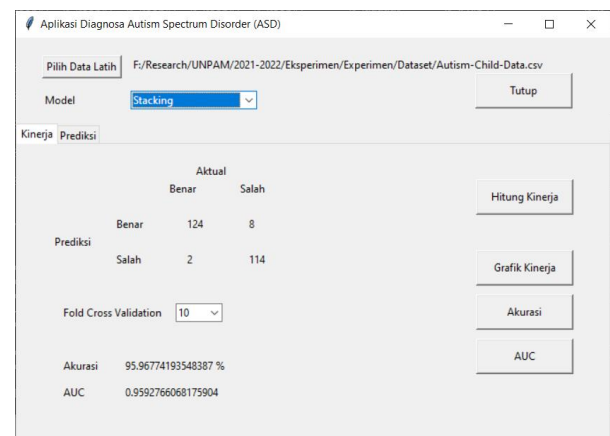 Aplikasi Diagnosa Autism Spectrum Disorder (ASD)
Pilih Data Latih F:/Research/UNPAM/2021-2022/Eksperimen/Experimen/Dataset/Autism-Child-Data.csv
Tutup
Model Stacking
Kinerja Prediksi
Aktual
Benar Salah
Hitung Kinerja
Benar 124 8
Prediksi
Salah 2 114
Grafik Kinerja
Fold Cross Validation 10
Akurasi
AUC
Akurasi 95.96774193548387 %
AUC 0.9592766068175904